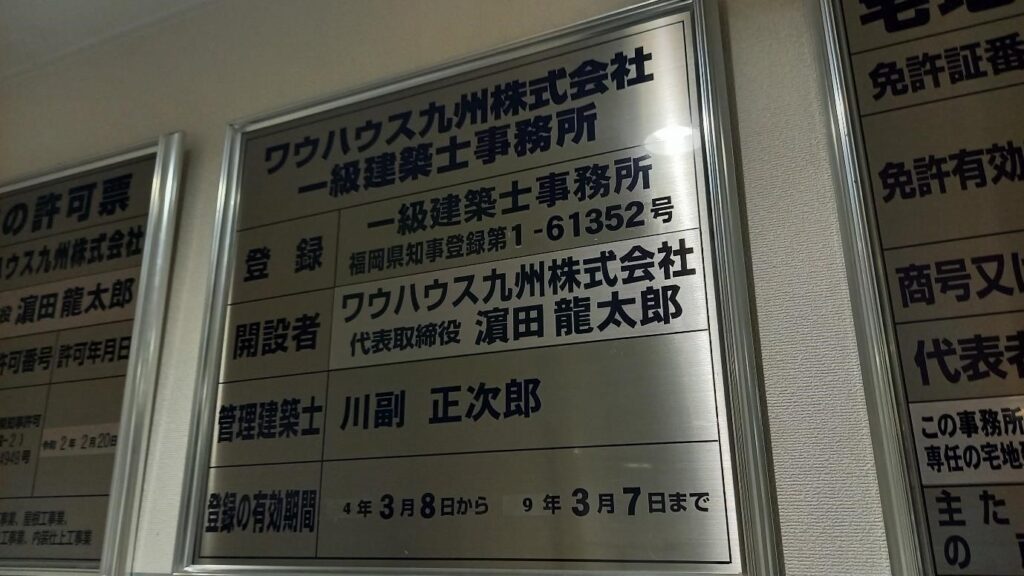 の許可票
ハウス九州株式会社
濵田 龍太郎
許可番号 許可年月日
令和 2 年 2月20日
ワウハウス九州株式会社
一級建築士事務所
登録
一級建築士事務所
福岡県知事登録第1-61352号
開設者
ワウハウス九州株式会社
代表取締役 濵田 龍太郎
管理建築士
川副 正次郎
登録の有効期間
4 年 3月 8日から 9 年 3月 7日まで
免許証番
免許有効
商号又は
代表者
この事務所
専任の宅地
主た
の